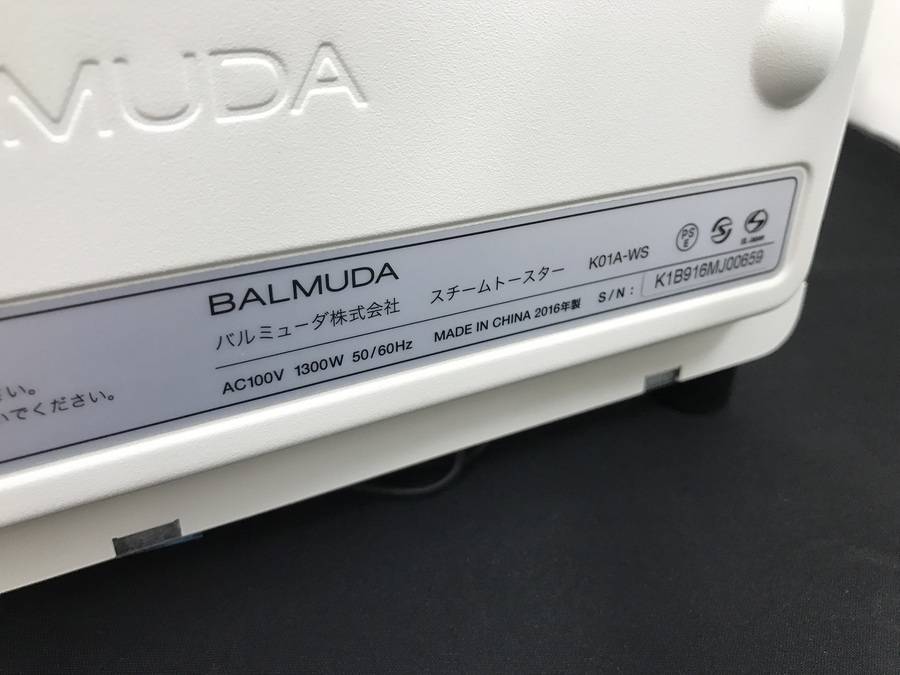 MUDA
BALMUDA
バルミューダ株式会社 スチームトースター K01A-WS
PS
E
AC100V 1300W 50/60Hz MADE IN CHINA 2016年製 S/N: K1B916MJ00659
い。
いでください。